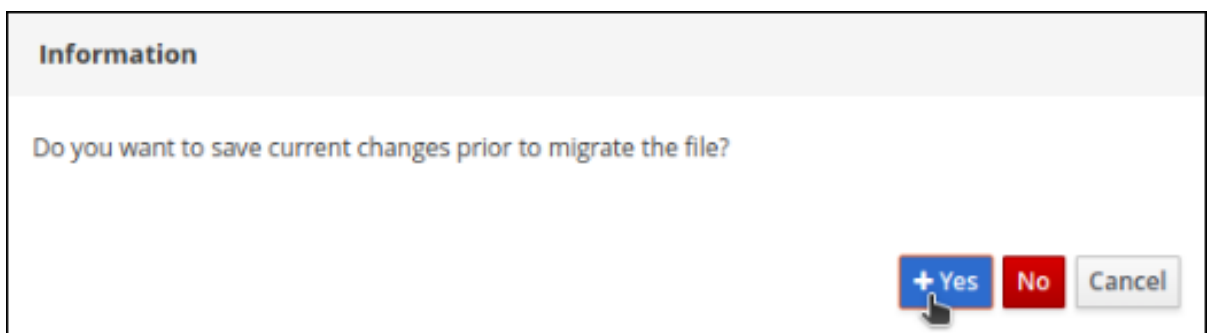 Information
Do you want to save current changes prior to migrate the file?
Yes No Cancel